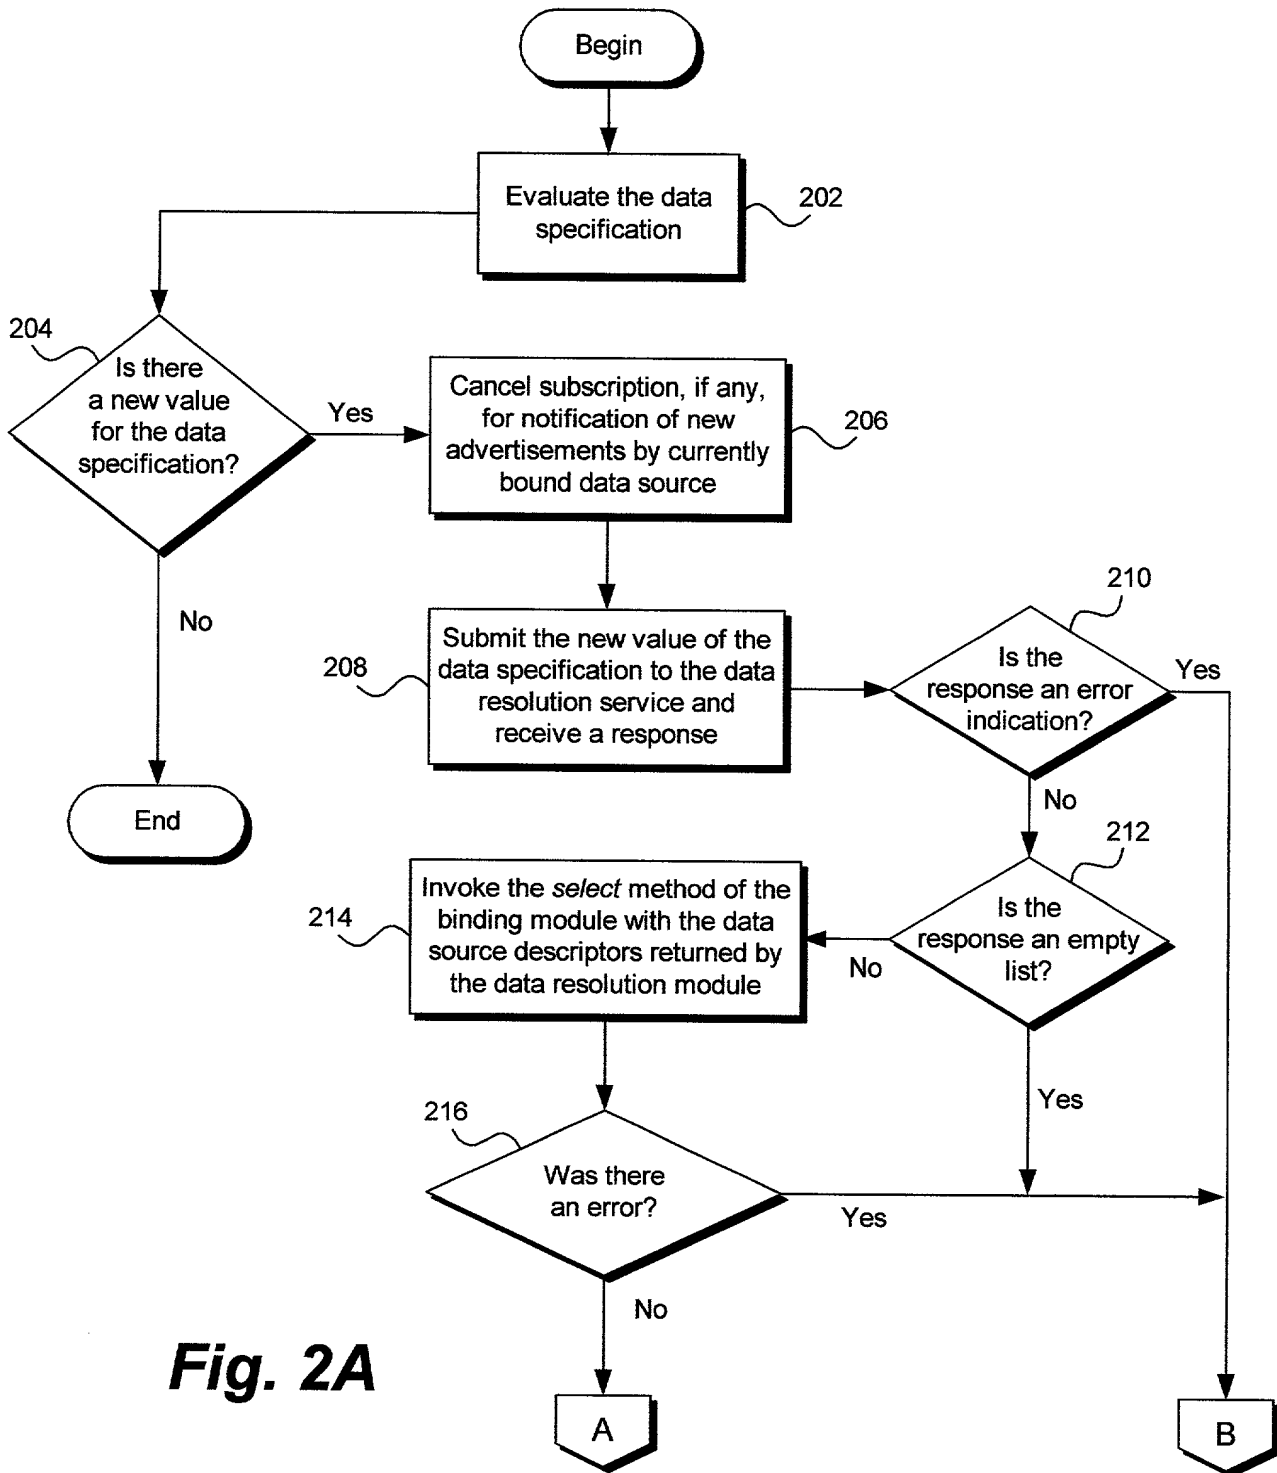 Begin
Evaluate the data
specification
202
204
Is there
a new value
for the data
specification?
Yes
No
End
Cancel subscription, if any,
for notification of new
advertisements by currently
bound data source
206
208
Submit the new value of the
data specification to the data
resolution service and
receive a response
210
Is the
response an error
indication?
Yes
No
212
Is the
response an empty
list?
No
Yes
214
Invoke the select method of the
binding module with the data
source descriptors returned by
the data resolution module
216
Was there
an error?
Yes
No
A
B
Fig. 2A